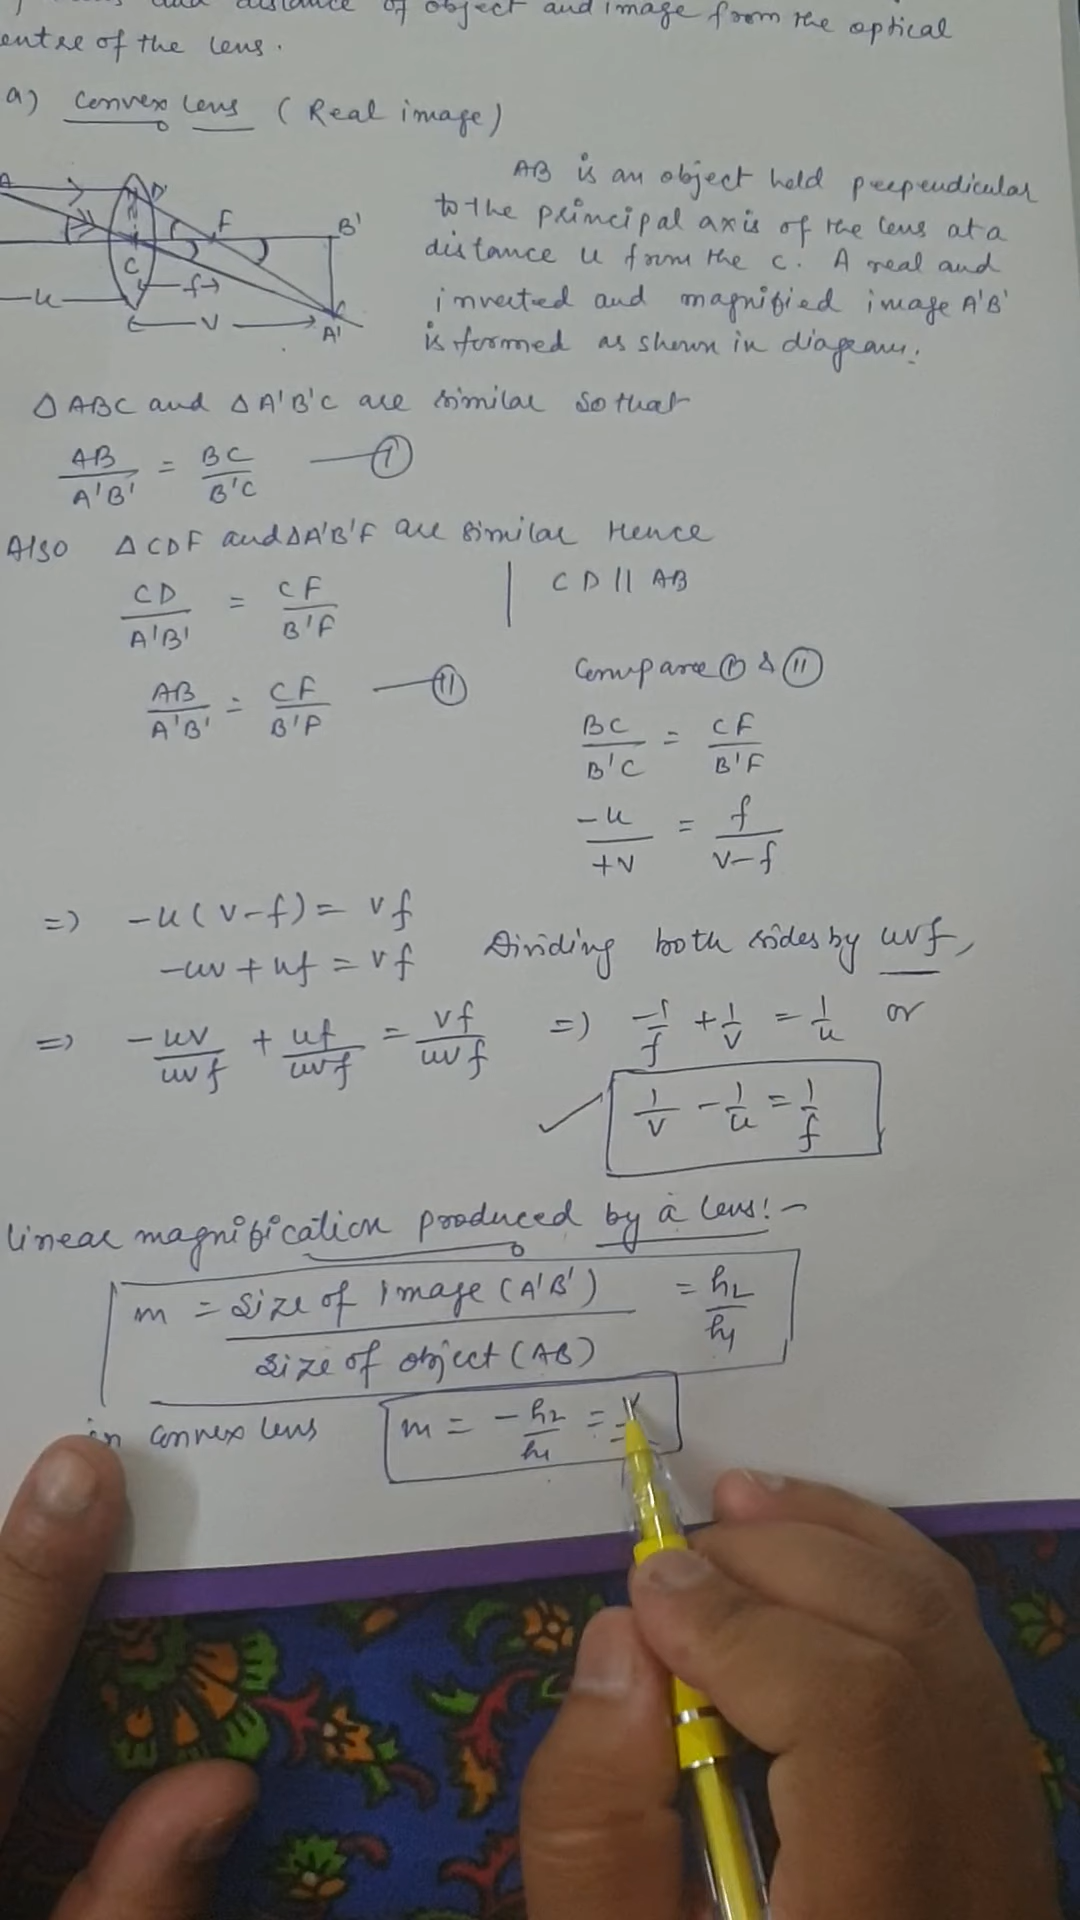 and distance of object and image from the optical
entre of the lens.
a) Convex lens (Real image)
A
D
F
B'
C
-u
f
v
A'
AB is an object held perpendicular
to the principal axis of the lens at a
distance u from the c. A real and
inverted and magnified image A'B'
is formed as shown in diagram.
Δ ABC and Δ A'B'C are similar so that
AB/A'B' = BC/B'C — I
Also Δ CDF and Δ A'B'F are similar Hence
CD/A'B' = CF/B'F | CD || AB
AB/A'B' = CF/B'F — II
Compare I & II
BC/B'C = CF/B'F
-u/+v = f/v-f
=> -u(v-f) = vf
-uv + uf = vf Dividing both sides by uvf,
=> -uv/uvf + uf/uvf = vf/uvf => -1/f + 1/v = 1/u or
1/v - 1/u = 1/f
linear magnification produced by a lens:-
m = Size of image (A'B')/Size of object (AB) = h2/h1
in convex lens m = -h2/h1 = v